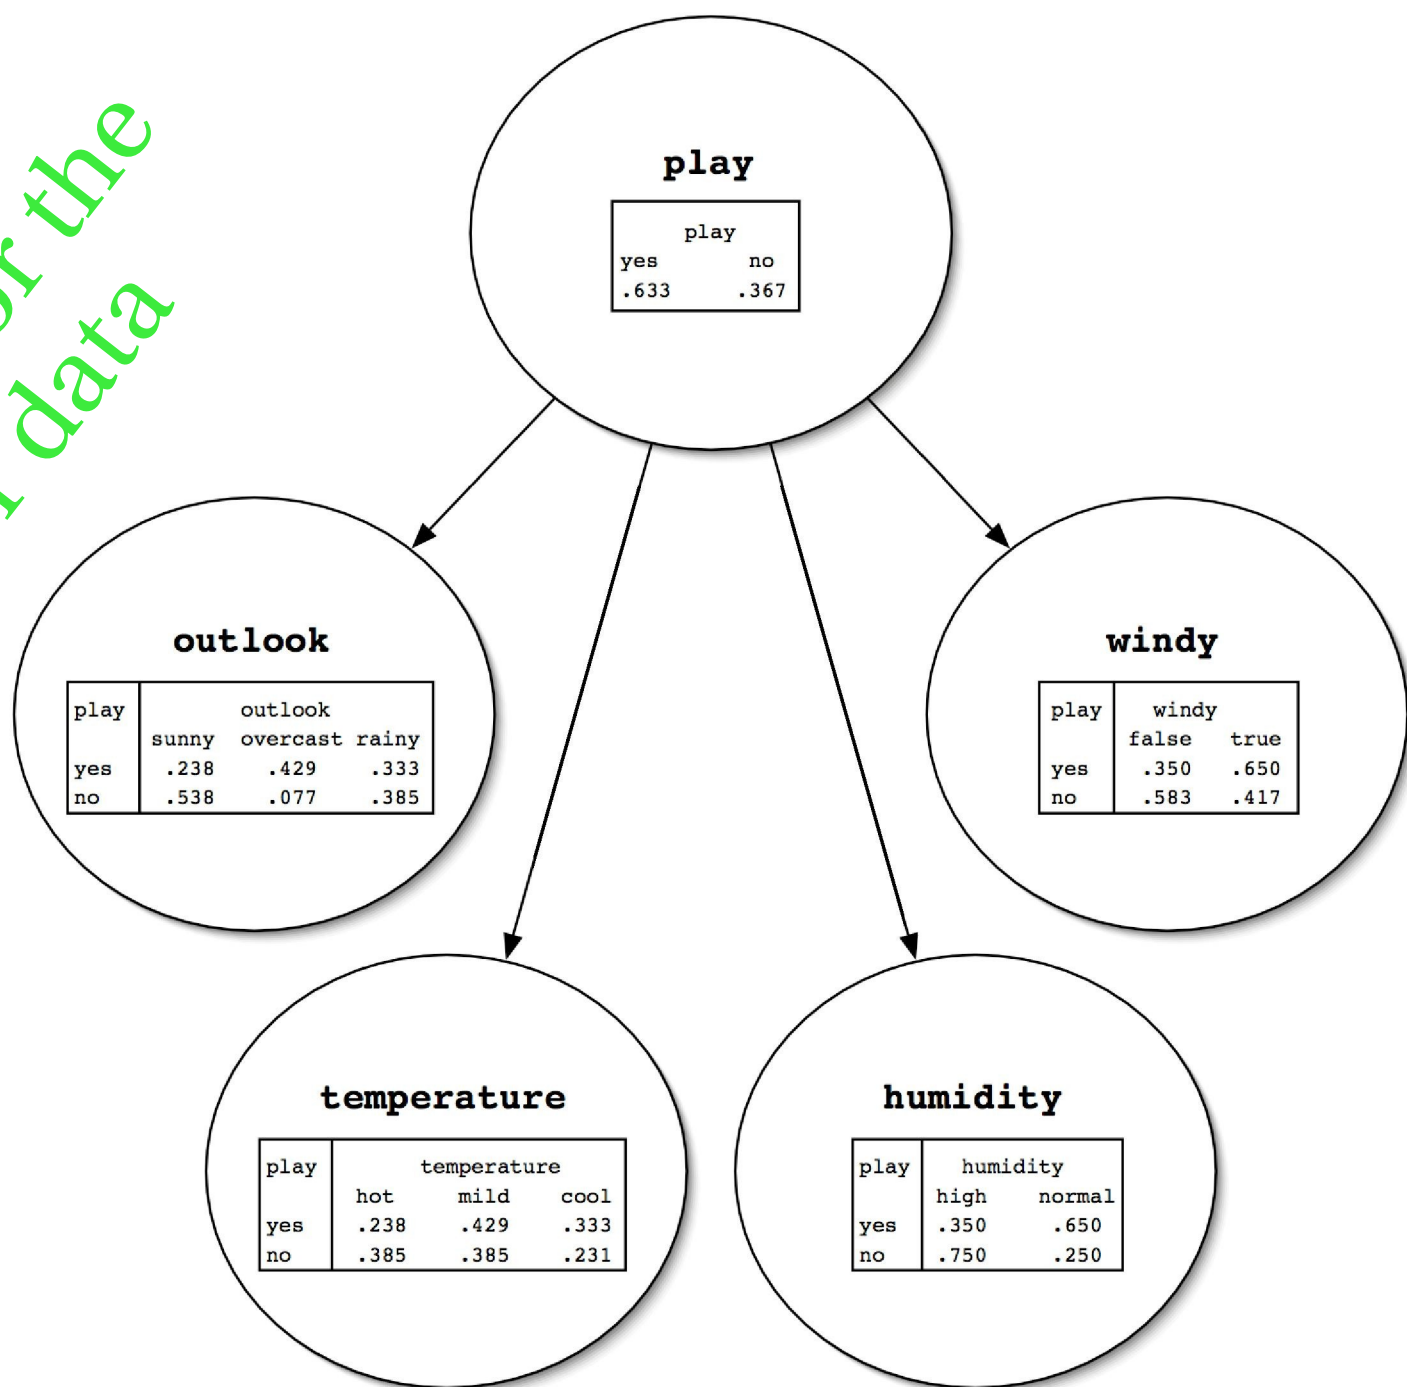 r the
data
play
play
yes no
.633 .367
outlook
play outlook
sunny overcast rainy
yes .238 .429 .333
no .538 .077 .385
windy
play windy
false true
yes .350 .650
no .583 .417
temperature
play temperature
hot mild cool
yes .238 .429 .333
no .385 .385 .231
humidity
play humidity
high normal
yes .350 .650
no .750 .250